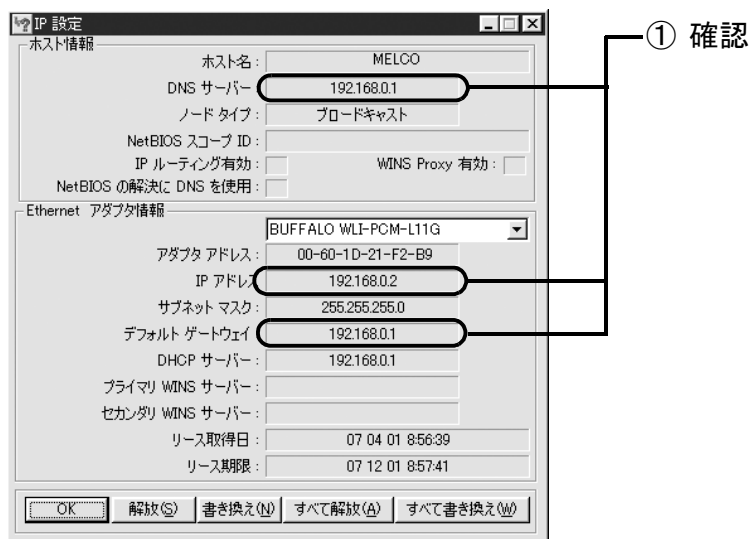 IP 設定
① 確認
ホスト情報
ホスト名 : MELCO
DNS サーバー 192.168.0.1
ノード タイプ : ブロードキャスト
NetBIOS スコープ ID :
IP ルーティング有効 : WINS Proxy 有効 :
NetBIOS の解決に DNS を使用 :
Ethernet アダプタ情報
BUFFALO WLI-PCM-L11G
アダプタ アドレス : 00-60-1D-21-F2-B9
IP アドレス 192.168.0.2
サブネット マスク : 255.255.255.0
デフォルト ゲートウェイ 192.168.0.1
DHCP サーバー : 192.168.0.1
プライマリ WINS サーバー :
セカンダリ WINS サーバー :
リース取得日 : 07 04 01 8:56:39
リース期限 : 07 12 01 8:57:41
OK 解放(S) 書き換え(N) すべて解放(A) すべて書き換え(W)